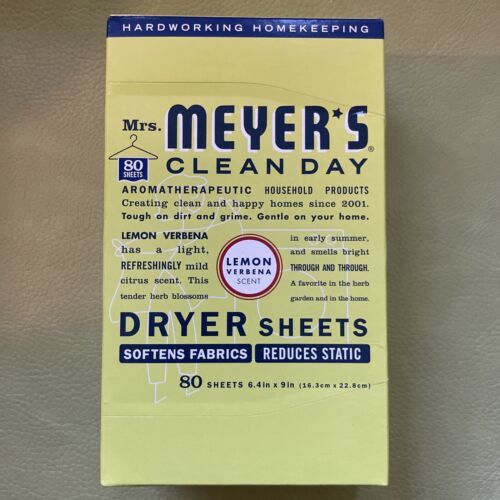 HARDWORKING HOMEKEEPING
Mrs. MEYER'S®
CLEAN DAY
80
SHEETS
AROMATHERAPEUTIC HOUSEHOLD PRODUCTS
Creating clean and happy homes since 2001.
Tough on dirt and grime. Gentle on your home.
LEMON VERBENA
has a light,
REFRESHINGLY mild
citrus scent. This
tender herb blossoms
LEMON
VERBENA
SCENT
in early summer,
and smells bright
THROUGH AND THROUGH.
A favorite in the herb
garden and in the home.
DRYER SHEETS
SOFTENS FABRICS REDUCES STATIC
80 SHEETS 6.4in x 9in (16.3cm x 22.8cm)